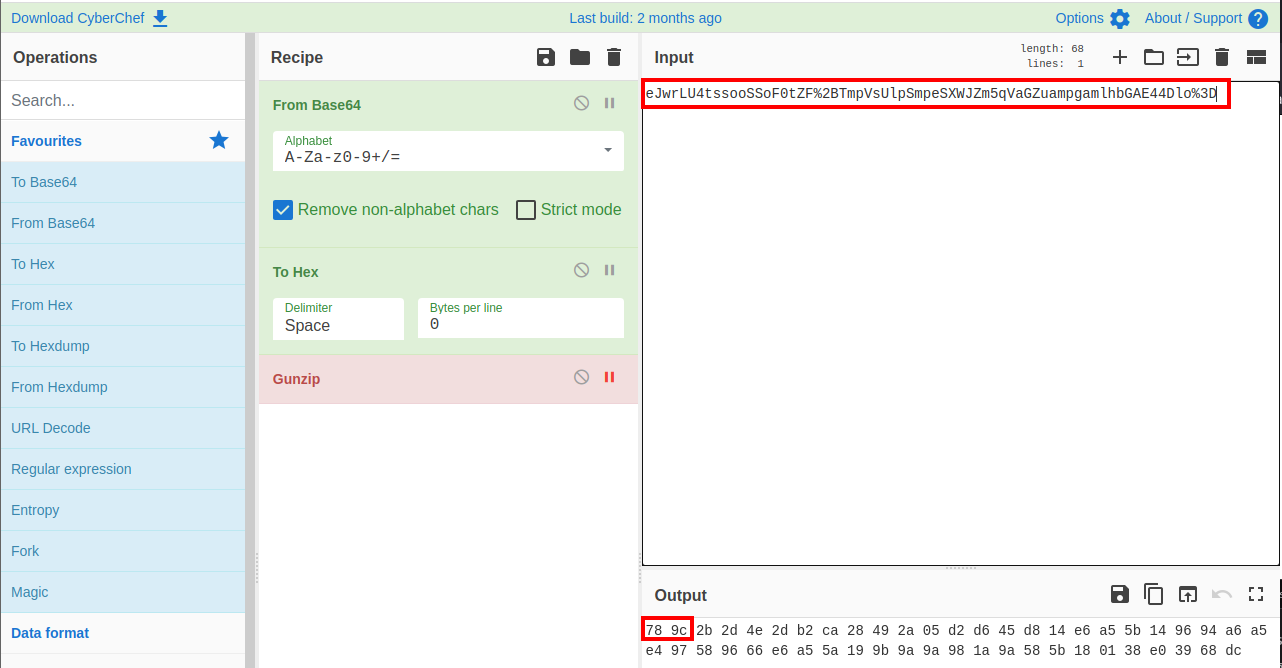 Download CyberChef
Last build: 2 months ago
Options
About / Support
Operations
Search...
Favourites
To Base64
From Base64
To Hex
From Hex
To Hexdump
From Hexdump
URL Decode
Regular expression
Entropy
Fork
Magic
Data format
Recipe
From Base64
Alphabet
A-Za-z0-9+/=
Remove non-alphabet chars
Strict mode
To Hex
Delimiter
Space
Bytes per line
0
Gunzip
Input
length: 68
lines: 1
eJwrLU4tssooSSoF0tZF%2BTmpVsUlpSmpeSXWJZm5qVaGZuampgamlhbGAE44Dlo%3D
Output
78 9c 2b 2d 4e 2d b2 ca 28 49 2a 05 d2 d6 45 d8 14 e6 a5 5b 14 96 94 a6 a5
e4 97 58 96 66 e6 a5 5a 19 9b 9a 9a 98 1a 9a 58 5b 18 01 38 e0 39 68 dc